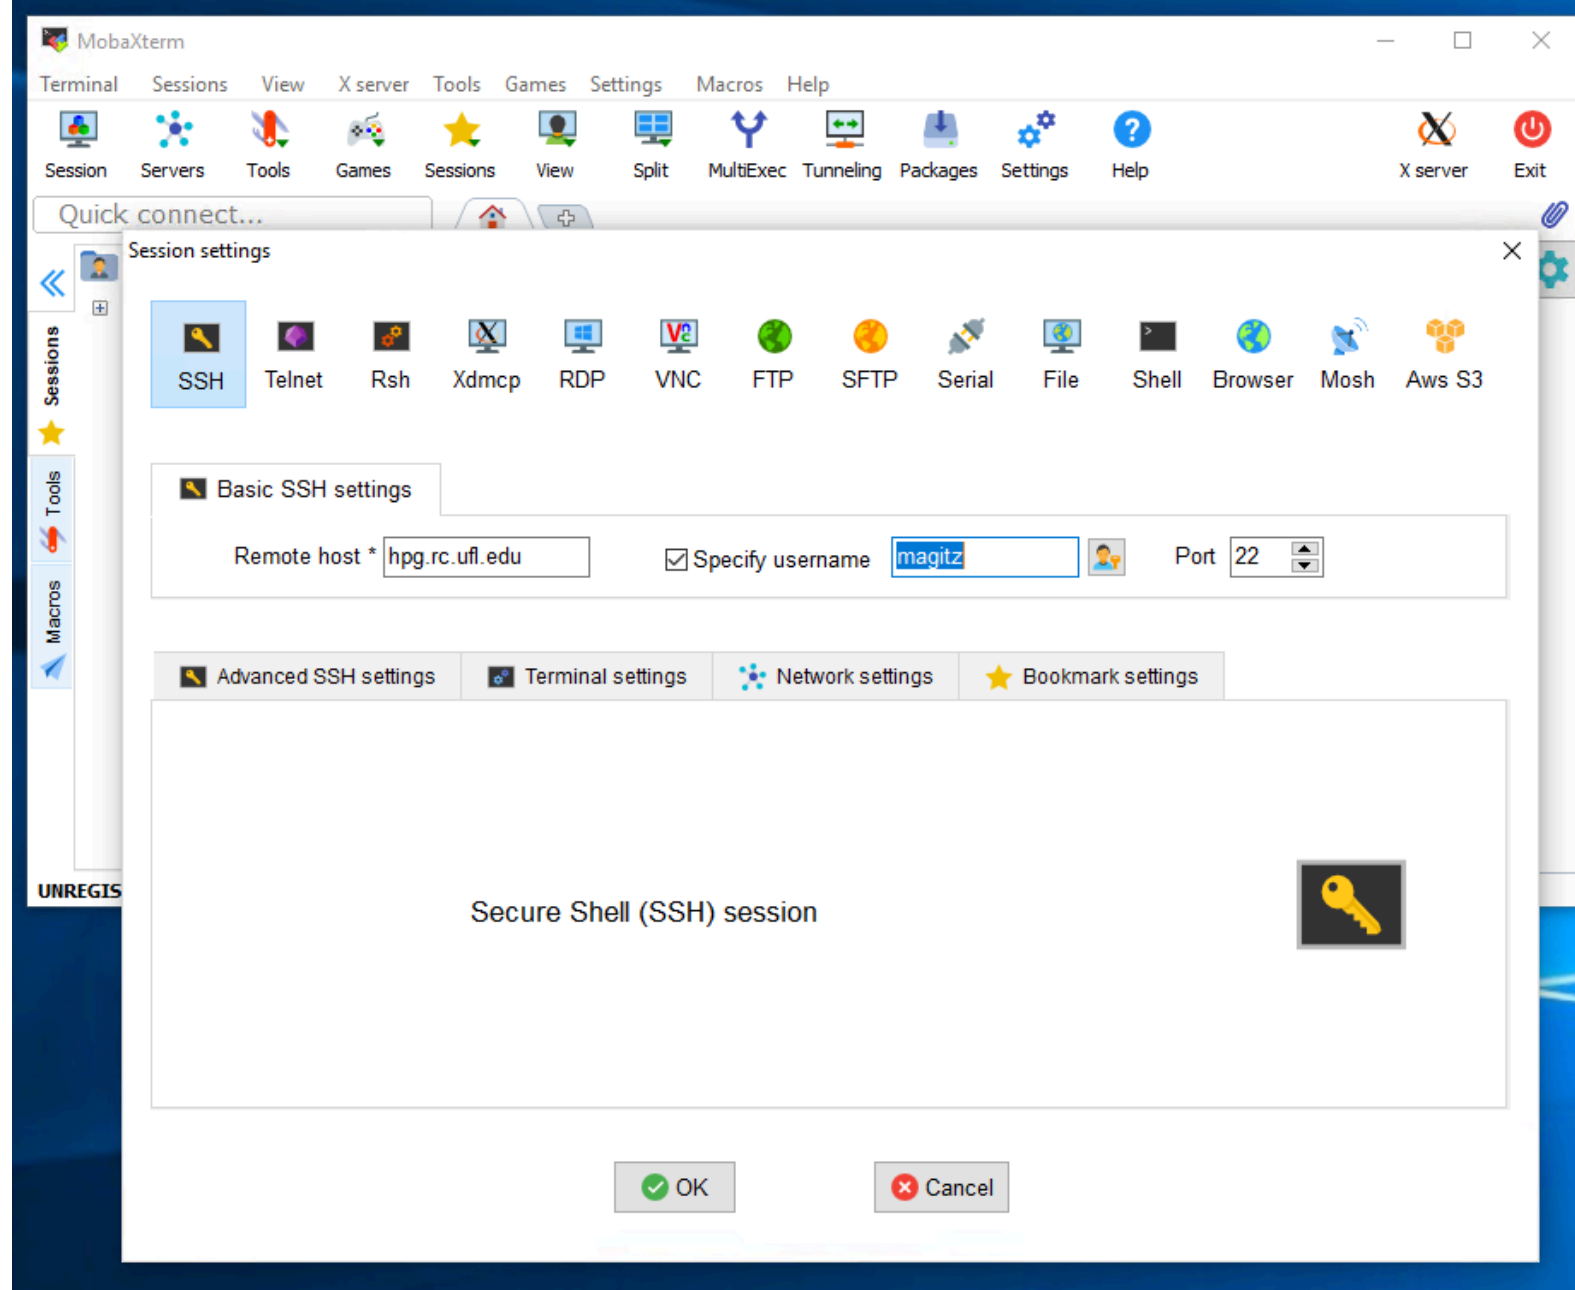 MobaXterm
Terminal Sessions View X server Tools Games Settings Macros Help
Session Servers Tools Games Sessions View Split MultiExec Tunneling Packages Settings Help X server Exit
Quick connect...
Session settings
SSH Telnet Rsh Xdmcp RDP VNC FTP SFTP Serial File Shell Browser Mosh Aws S3
Sessions
Tools
Macros
Basic SSH settings
Remote host * hpg.rc.ufl.edu Specify username magitz Port 22
Advanced SSH settings Terminal settings Network settings Bookmark settings
UNREGIS
Secure Shell (SSH) session
OK Cancel